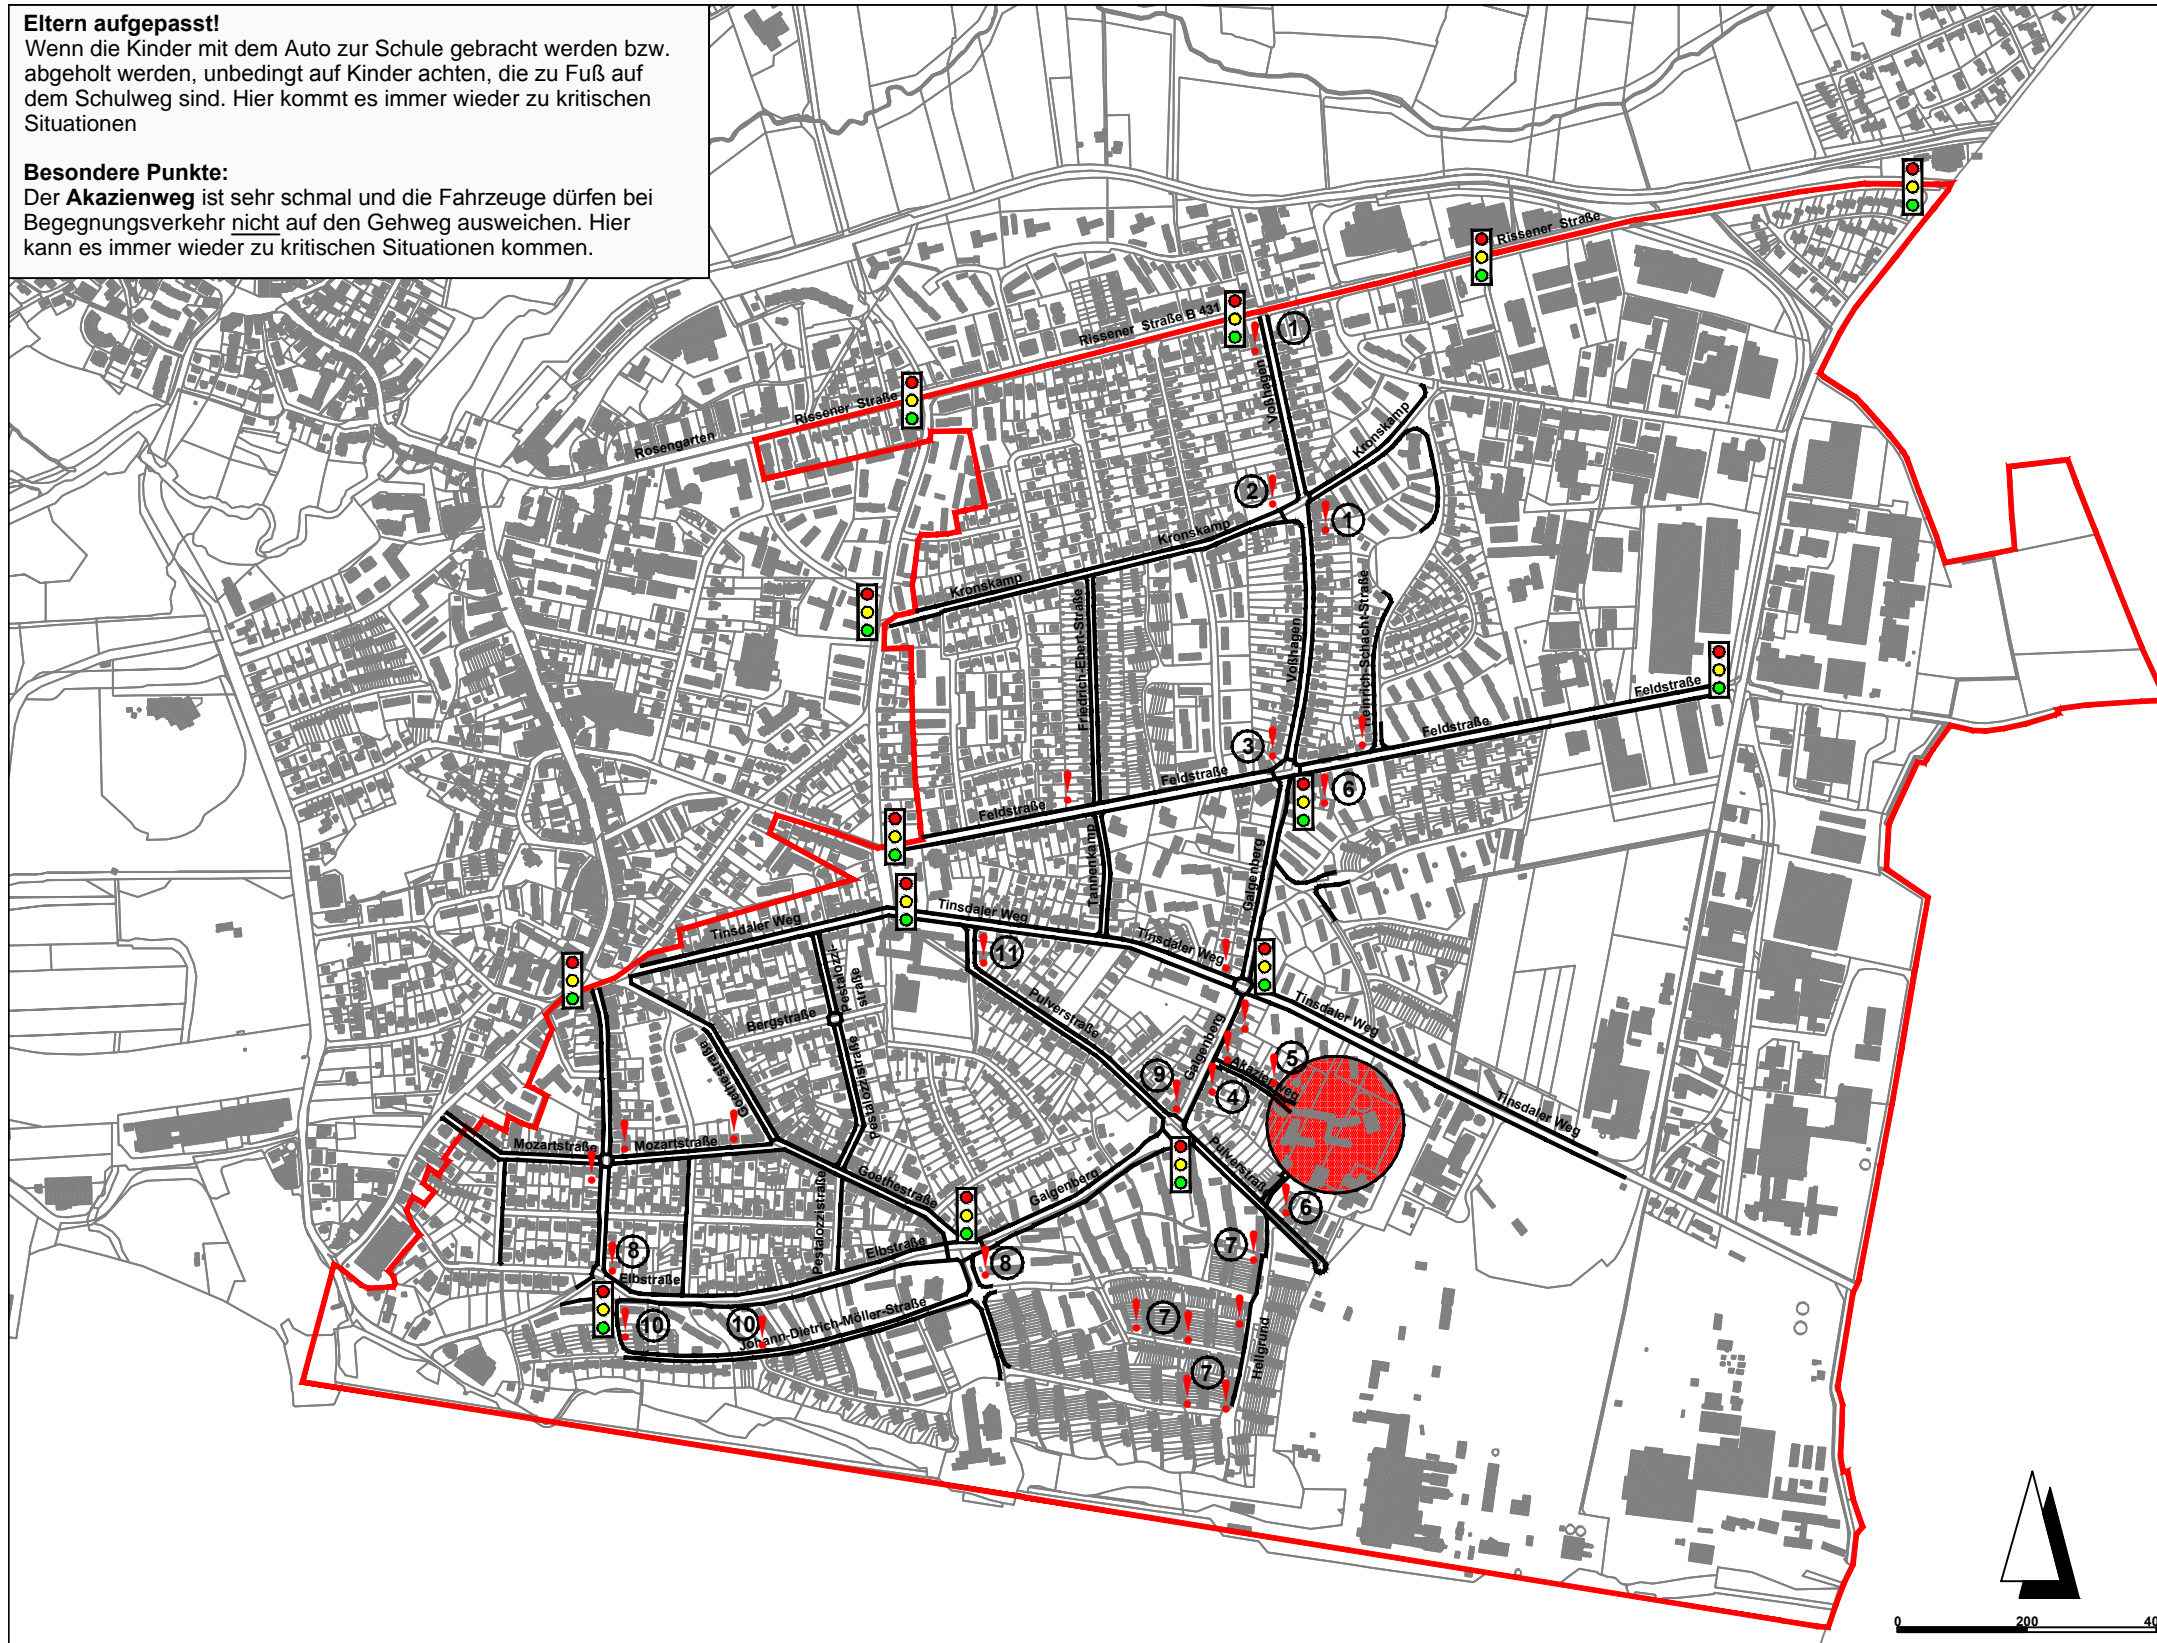 Eltern aufgepasst!
Wenn die Kinder mit dem Auto zur Schule gebracht werden bzw.
abgeholt werden, unbedingt auf Kinder achten, die zu Fuß auf
dem Schulweg sind. Hier kommt es immer wieder zu kritischen
Situationen
Besondere Punkte:
Der Akazienweg ist sehr schmal und die Fahrzeuge dürfen bei
Begegnungsverkehr nicht auf den Gehweg ausweichen. Hier
kann es immer wieder zu kritischen Situationen kommen.
Rissener Straße
Rissener Straße B 431
1
Voßhagen
Rissener Straße
Rosengarten
Kronskamp
2
1
Kronskamp
Kronskamp
Friedrich-Ebert-Straße
Voßhagen
Heinrich-Schacht-Straße
Feldstraße
Feldstraße
3
Feldstraße
6
Feldstraße
Tannenkamp
Galgenberg
Tinsdaler Weg
Tinsdaler Weg
Tinsdaler Weg
11
Pestalozzi-
straße
Tinsdaler Weg
Pulverstraße
Bergstraße
Galgenberg
Goethestraße
Pestalozzistraße
9
5
Akazienweg
4
Tinsdaler Weg
Mozartstraße
Mozartstraße
Pulverstraße
Goethestraße
Galgenberg
Pestalozzistraße
6
7
8
Elbstraße
8
Elbstraße
10
10
Johann-Dietrich-Möller-Straße
7
Hellgrund
7
0
200
40